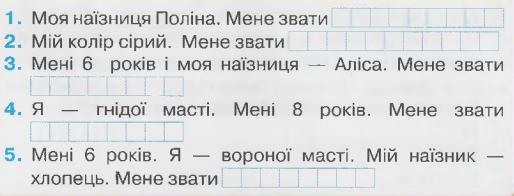 1. Моя наїзниця Поліна. Мене звати
2. Мій колір сірий. Мене звати
3. Мені 6 років і моя наїзниця — Аліса. Мене звати
4. Я — гнідої масті. Мені 8 років. Мене звати
5. Мені 6 років. Я — вороної масті. Мій наїзник —
хлопець. Мене звати